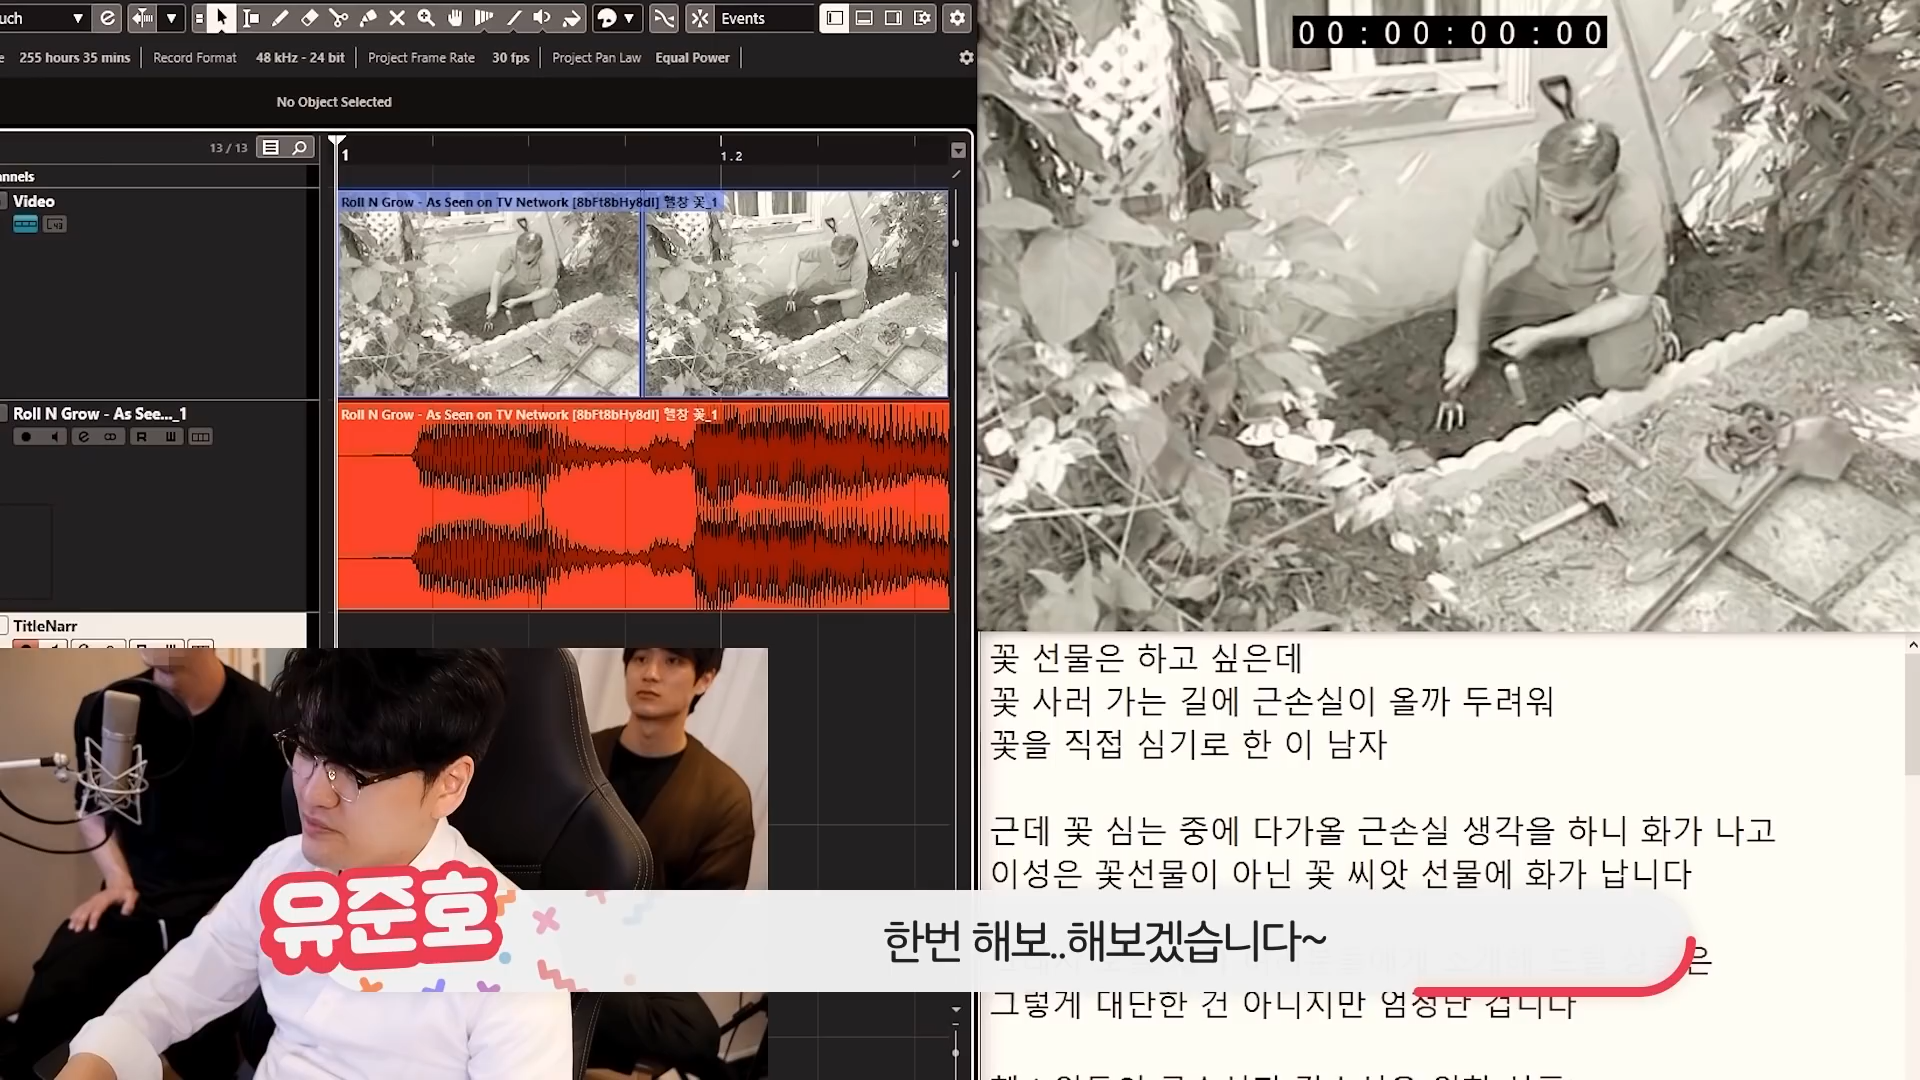 Events
255 hours 35 mins
Record Format
48 kHz - 24 bit
Project Frame Rate
30 fps
Project Pan Law
Equal Power
No Object Selected
13 / 13
1
1.2
Video
Roll N Grow - As Seen on TV Network [8bFt8bHy8dI] 헬창 꽃_1
Roll N Grow - As See..._1
Roll N Grow - As Seen on TV Network [8bFt8bHy8dI] 헬창 꽃_1
TitleNarr
00:00:00:00
꽃 선물은 하고 싶은데
꽃 사러 가는 길에 근손실이 올까 두려워
꽃을 직접 심기로 한 이 남자
근데 꽃 심는 중에 다가올 근손실 생각을 하니 화가 나고
이성은 꽃선물이 아닌 꽃 씨앗 선물에 화가 납니다
은
그렇게 대단한 건 아니지만 엄청난 겁니다
유준호
한번 해보..해보겠습니다~